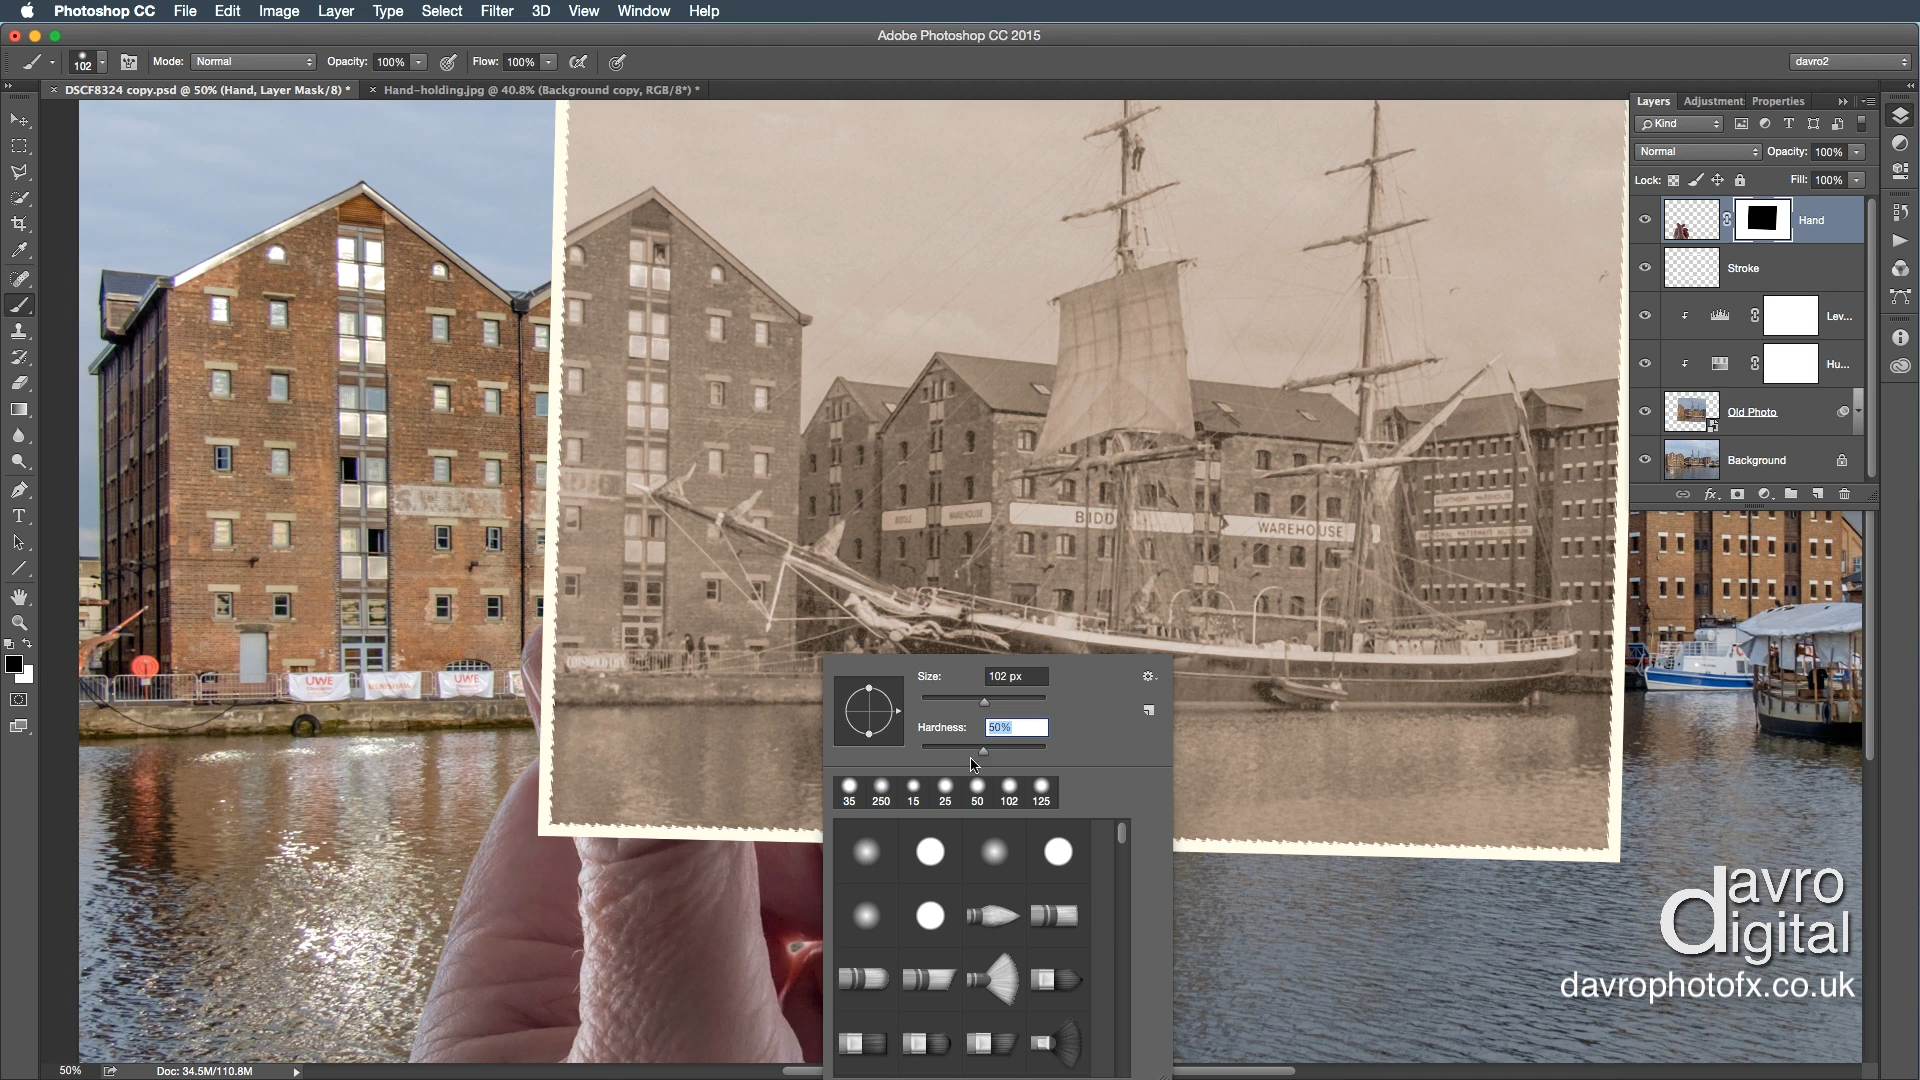 Photoshop CC File Edit Image Layer Type Select Filter 3D View Window Help
Adobe Photoshop CC 2015
102 Mode: Normal Opacity: 100% Flow: 100% davro2
DSCF8324 copy.psd @ 50% (Hand, Layer Mask/8) *
Hand-holding.jpg @ 40.8% (Background copy, RGB/8*) *
Layers Adjustment Properties
Kind
Normal Opacity: 100%
Lock: Fill: 100%
Hand
Stroke
Lev...
Hu...
Old Photo
Background
BIDDLE WAREHOUSE
BIDD
WAREHOUSE
UWE
UWE
Size: 102 px
Hardness: 50%
35 250 15 25 50 102 125
davro
digital
davrophotofx.co.uk
50% Doc: 34.5M/110.8M